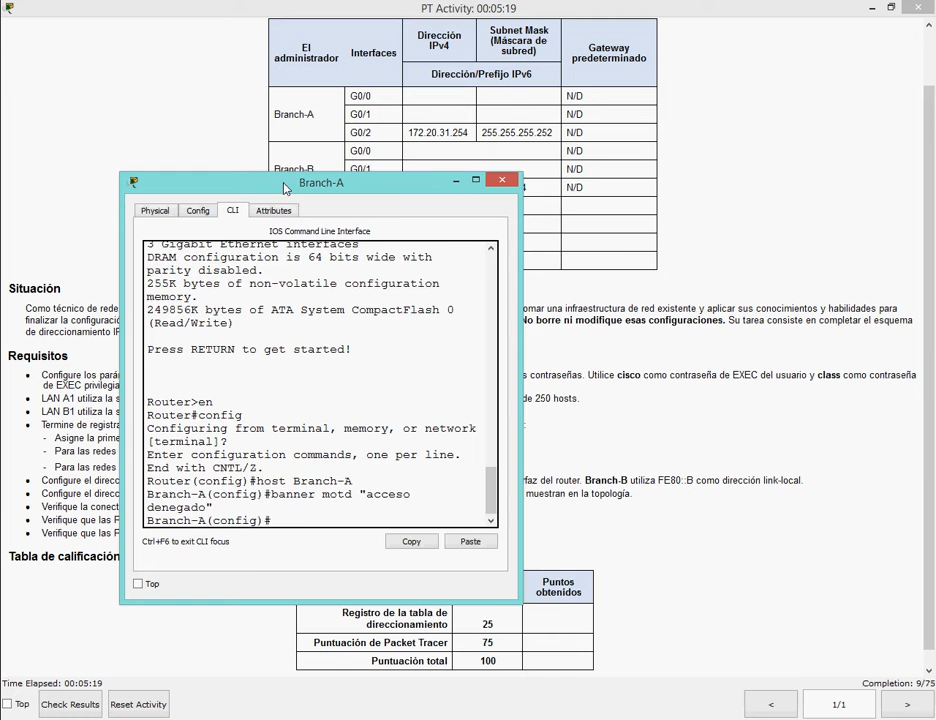 PT Activity: 00:05:19
El administrador
Interfaces
Dirección IPv4
Subnet Mask (Máscara de subred)
Gateway predeterminado
Dirección/Prefijo IPv6
Branch-A
G0/0
N/D
G0/1
N/D
G0/2
172.20.31.254
255.255.255.252
N/D
Branch-B
G0/0
N/D
G0/1
N/D
4
N/D
Branch-A
Physical
Config
CLI
Attributes
IOS Command Line Interface
3 Gigabit Ethernet interfaces
DRAM configuration is 64 bits wide with
parity disabled.
255K bytes of non-volatile configuration
memory.
249856K bytes of ATA System CompactFlash 0
(Read/Write)
Press RETURN to get started!
Router>en
Router#config
Configuring from terminal, memory, or network
[terminal]?
Enter configuration commands, one per line.
End with CNTL/Z.
Router(config)#host Branch-A
Branch-A(config)#banner motd "acceso
denegado"
Branch-A(config)#
Ctrl+F6 to exit CLI focus
Copy
Paste
Top
Situación
Como técnico de rede
omar una infraestructura de red existente y aplicar sus conocimientos y habilidades para
finalizar la configuració
No borre ni modifique esas configuraciones. Su tarea consiste en completar el esquema
de direccionamiento IP
Requisitos
Configure los pará
s contraseñas. Utilice cisco como contraseña de EXEC del usuario y class como contraseña
de EXEC privilegia
LAN A1 utiliza la s
de 250 hosts.
LAN B1 utiliza la s
Termine de registra
- Asigne la prime
- Para las redes
- Para las redes
Configure el direcc
rfaz del router. Branch-B utiliza FE80::B como dirección link-local.
Configure el direcc
muestran en la topología.
Verifique la conect
Verifique que las P
Verifique que las P
Tabla de calificación
Puntos obtenidos
Registro de la tabla de direccionamiento
25
Puntuación de Packet Tracer
75
Puntuación total
100
Time Elapsed: 00:05:19
Completion: 9/75
Top
Check Results
Reset Activity
<
1/1
>